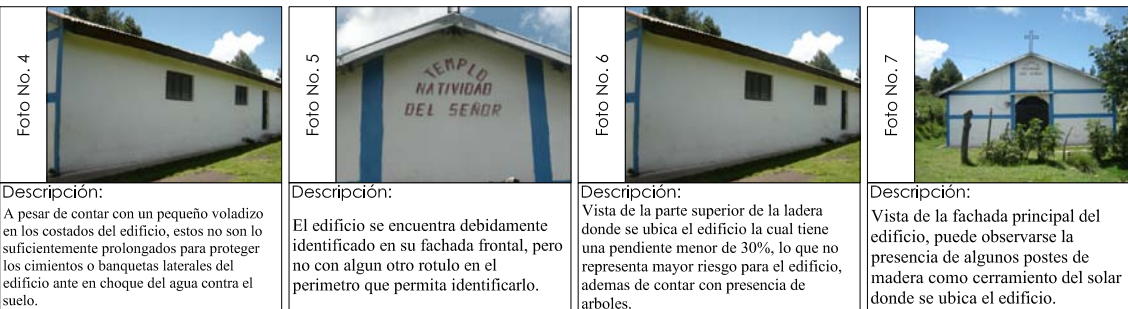 Foto No. 4
Descripción:
A pesar de contar con un pequeño voladizo
en los costados del edificio, estos no son lo
suficientemente prolongados para proteger
los cimientos o banquetas laterales del
edificio ante en choque del agua contra el
suelo.
Foto No. 5
TEMPLO
NATIVIDAD
DEL SEÑOR
Descripción:
El edificio se encuentra debidamente
identificado en su fachada frontal, pero
no con algun otro rotulo en el
perimetro que permita identificarlo.
Foto No. 6
Descripción:
Vista de la parte superior de la ladera
donde se ubica el edificio la cual tiene
una pendiente menor de 30%, lo que no
representa mayor riesgo para el edificio,
ademas de contar con presencia de
arboles.
Foto No. 7
Descripción:
Vista de la fachada principal del
edificio, puede observarse la
presencia de algunos postes de
madera como cerramiento del solar
donde se ubica el edificio.